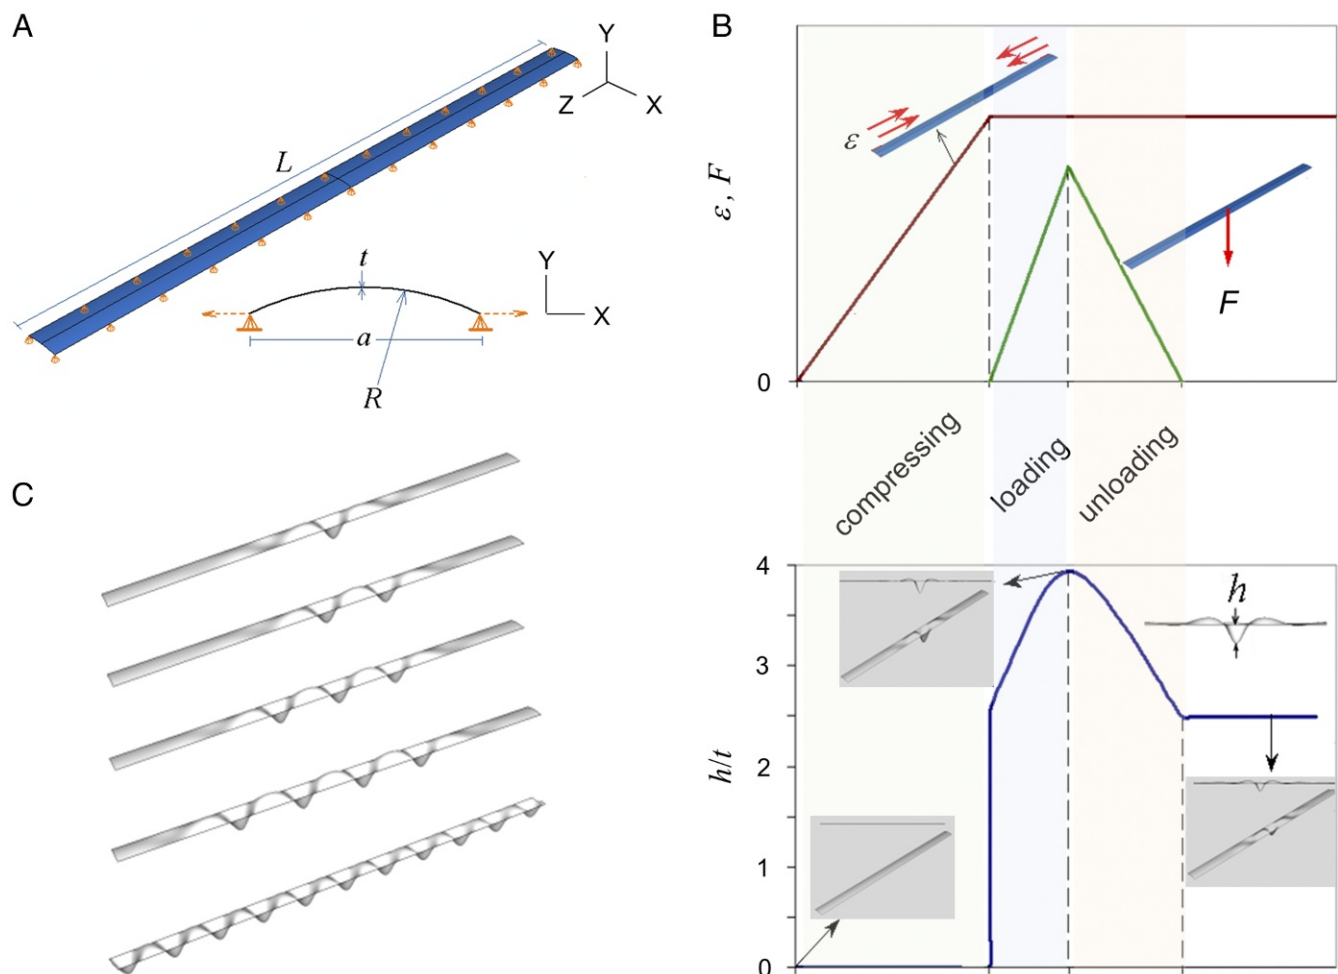 A
Y
Z
X
L
t
Y
X
a
R
B
ε , F
ε
F
0
compressing
loading
unloading
C
4
3
2
1
0
h/t
h